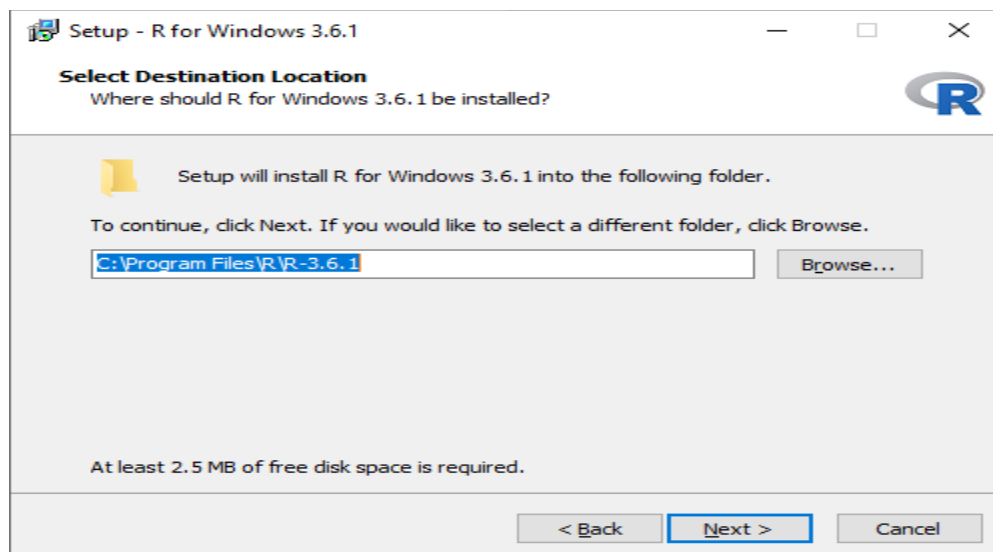 Setup - R for Windows 3.6.1
Select Destination Location
Where should R for Windows 3.6.1 be installed?
R
Setup will install R for Windows 3.6.1 into the following folder.
To continue, click Next. If you would like to select a different folder, click Browse.
C:\Program Files\R\R-3.6.1
Browse...
At least 2.5 MB of free disk space is required.
< Back Next > Cancel